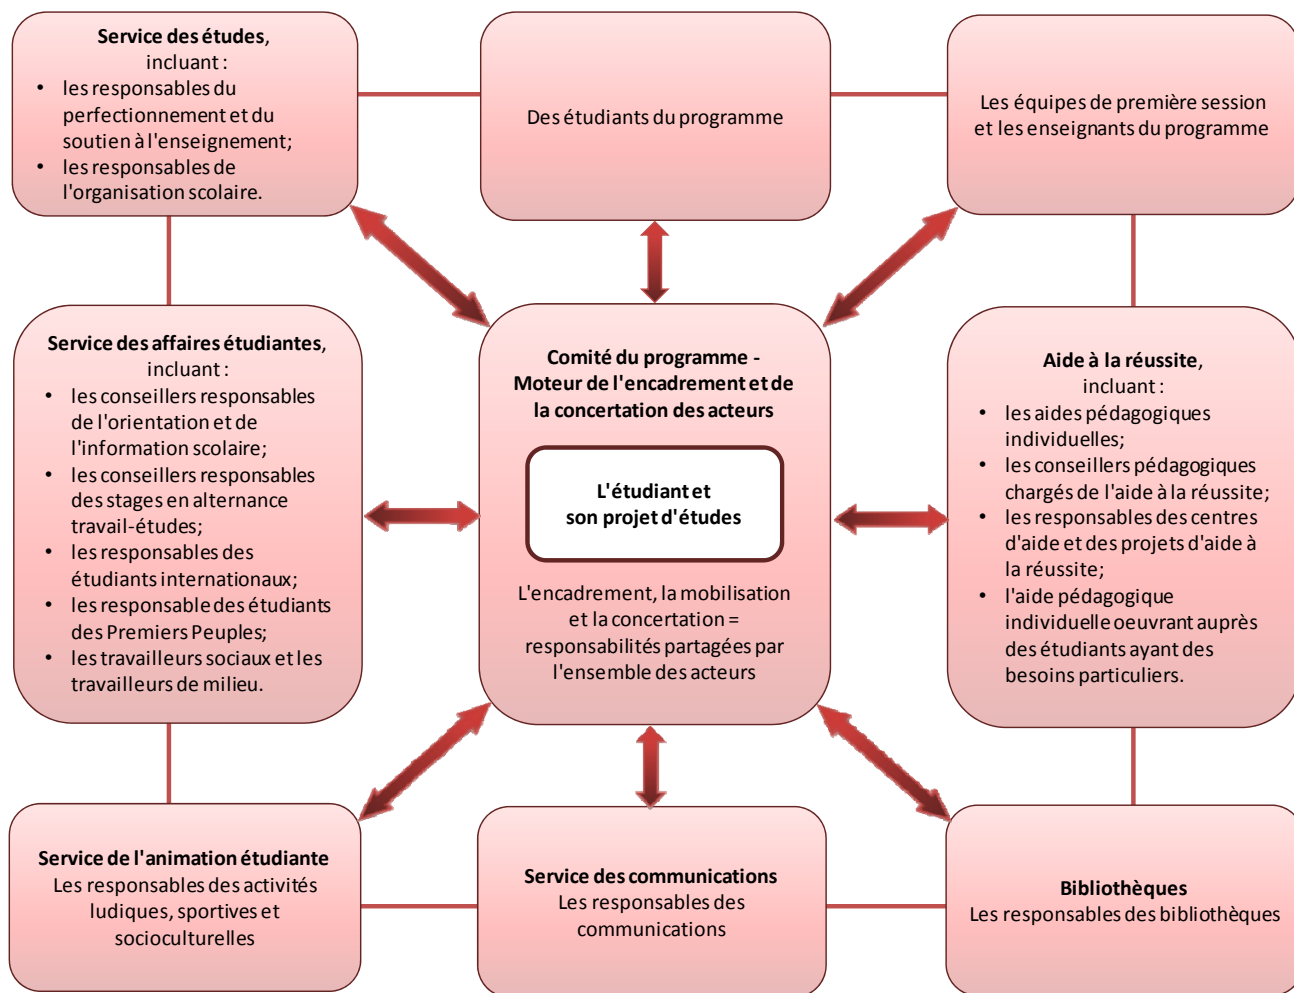 Service des études,
incluant :
• les responsables du
perfectionnement et du
soutien à l'enseignement;
• les responsables de
l'organisation scolaire.
Des étudiants du programme
Les équipes de première session
et les enseignants du programme
Service des affaires étudiantes,
incluant :
• les conseillers responsables
de l'orientation et de
l'information scolaire;
• les conseillers responsables
des stages en alternance
travail-études;
• les responsables des
étudiants internationaux;
• les responsable des étudiants
des Premiers Peuples;
• les travailleurs sociaux et les
travailleurs de milieu.
Comité du programme -
Moteur de l'encadrement et de
la concertation des acteurs
L'étudiant et
son projet d'études
L'encadrement, la mobilisation
et la concertation =
responsabilités partagées par
l'ensemble des acteurs
Aide à la réussite,
incluant :
• les aides pédagogiques
individuelles;
• les conseillers pédagogiques
chargés de l'aide à la réussite;
• les responsables des centres
d'aide et des projets d'aide à
la réussite;
• l'aide pédagogique
individuelle oeuvrant auprès
des étudiants ayant des
besoins particuliers.
Service de l'animation étudiante
Les responsables des activités
ludiques, sportives et
socioculturelles
Service des communications
Les responsables des
communications
Bibliothèques
Les responsables des bibliothèques